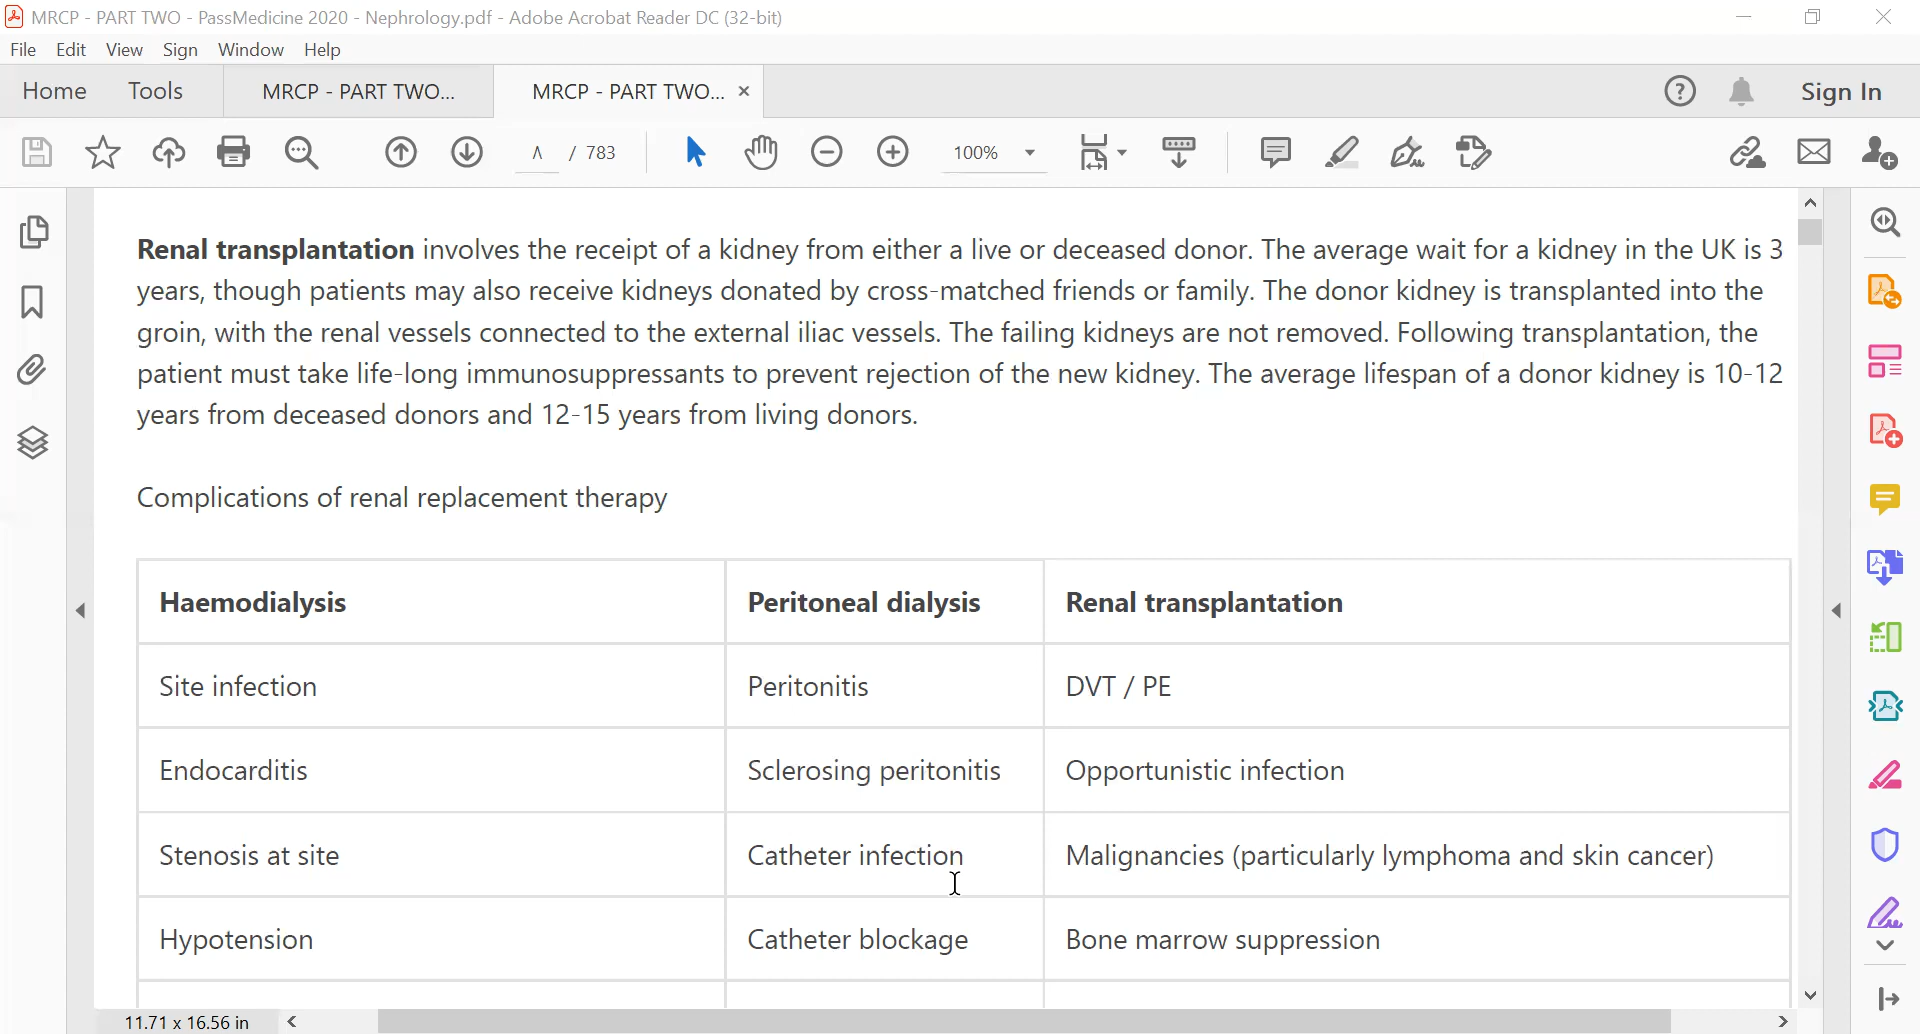 MRCP - PART TWO - PassMedicine 2020 - Nephrology.pdf - Adobe Acrobat Reader DC (32-bit)
File Edit View Sign Window Help
Home Tools MRCP - PART TWO... MRCP - PART TWO... × Sign In
٨ / 783 100%
Renal transplantation involves the receipt of a kidney from either a live or deceased donor. The average wait for a kidney in the UK is 3
years, though patients may also receive kidneys donated by cross-matched friends or family. The donor kidney is transplanted into the
groin, with the renal vessels connected to the external iliac vessels. The failing kidneys are not removed. Following transplantation, the
patient must take life-long immunosuppressants to prevent rejection of the new kidney. The average lifespan of a donor kidney is 10-12
years from deceased donors and 12-15 years from living donors.
Complications of renal replacement therapy
Haemodialysis Peritoneal dialysis Renal transplantation
Site infection Peritonitis DVT / PE
Endocarditis Sclerosing peritonitis Opportunistic infection
Stenosis at site Catheter infection Malignancies (particularly lymphoma and skin cancer)
Hypotension Catheter blockage Bone marrow suppression
11.71 x 16.56 in